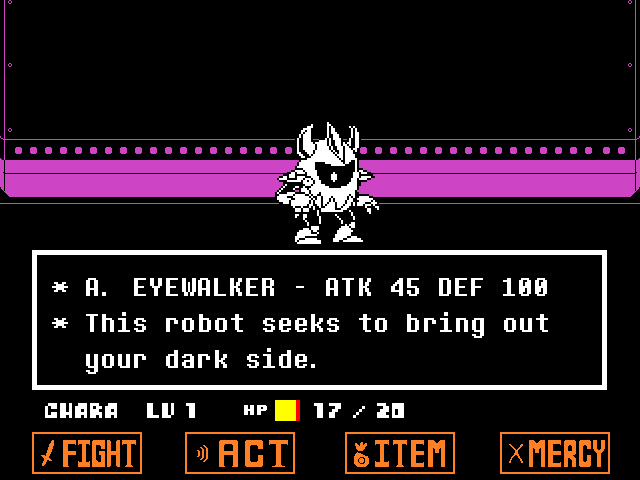 * A. EYEWALKER - ATK 45 DEF 100
* This robot seeks to bring out
your dark side.
CHARA LV 1 HP 17 / 20
FIGHT ACT ITEM MERCY